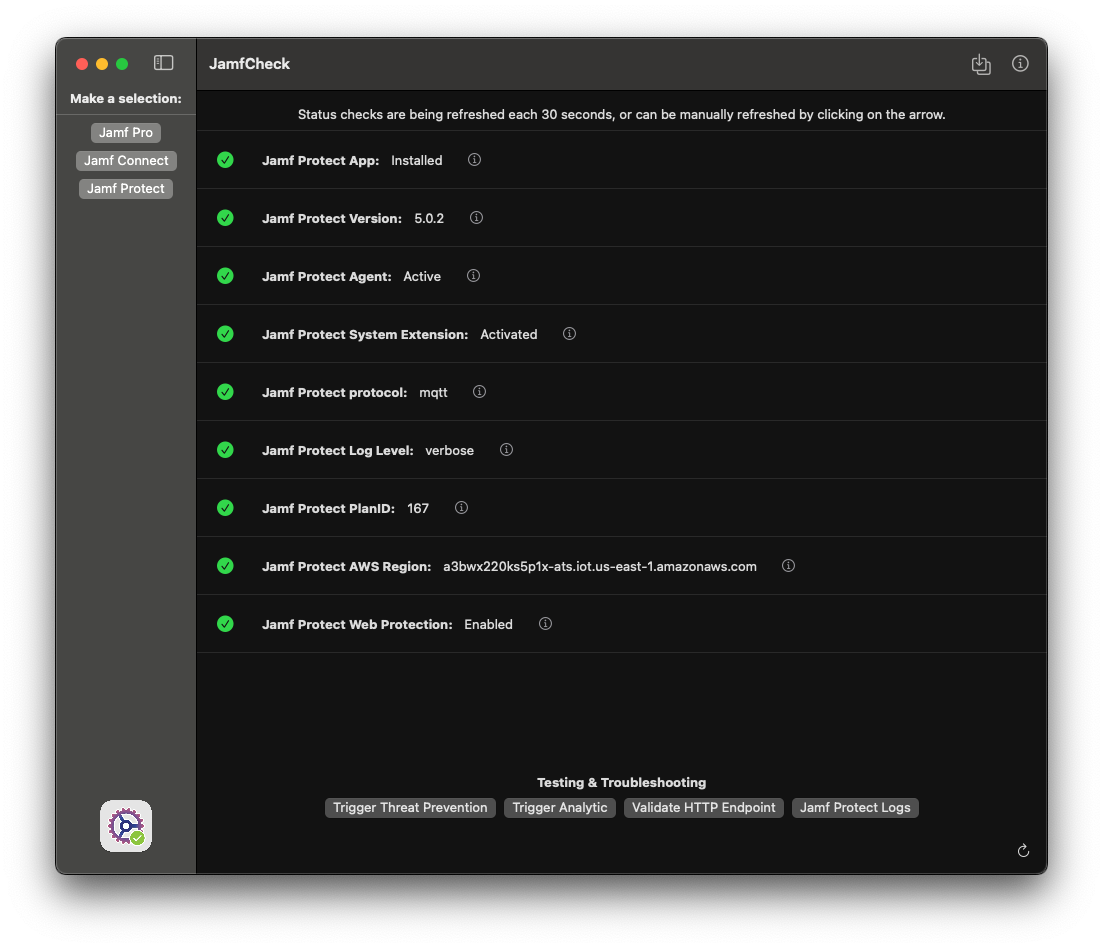 JamfCheck
Make a selection:
Jamf Pro
Jamf Connect
Jamf Protect
Status checks are being refreshed each 30 seconds, or can be manually refreshed by clicking on the arrow.
Jamf Protect App: Installed
Jamf Protect Version: 5.0.2
Jamf Protect Agent: Active
Jamf Protect System Extension: Activated
Jamf Protect protocol: mqtt
Jamf Protect Log Level: verbose
Jamf Protect PlanID: 167
Jamf Protect AWS Region: a3bwx220ks5p1x-ats.iot.us-east-1.amazonaws.com
Jamf Protect Web Protection: Enabled
Testing & Troubleshooting
Trigger Threat Prevention Trigger Analytic Validate HTTP Endpoint Jamf Protect Logs